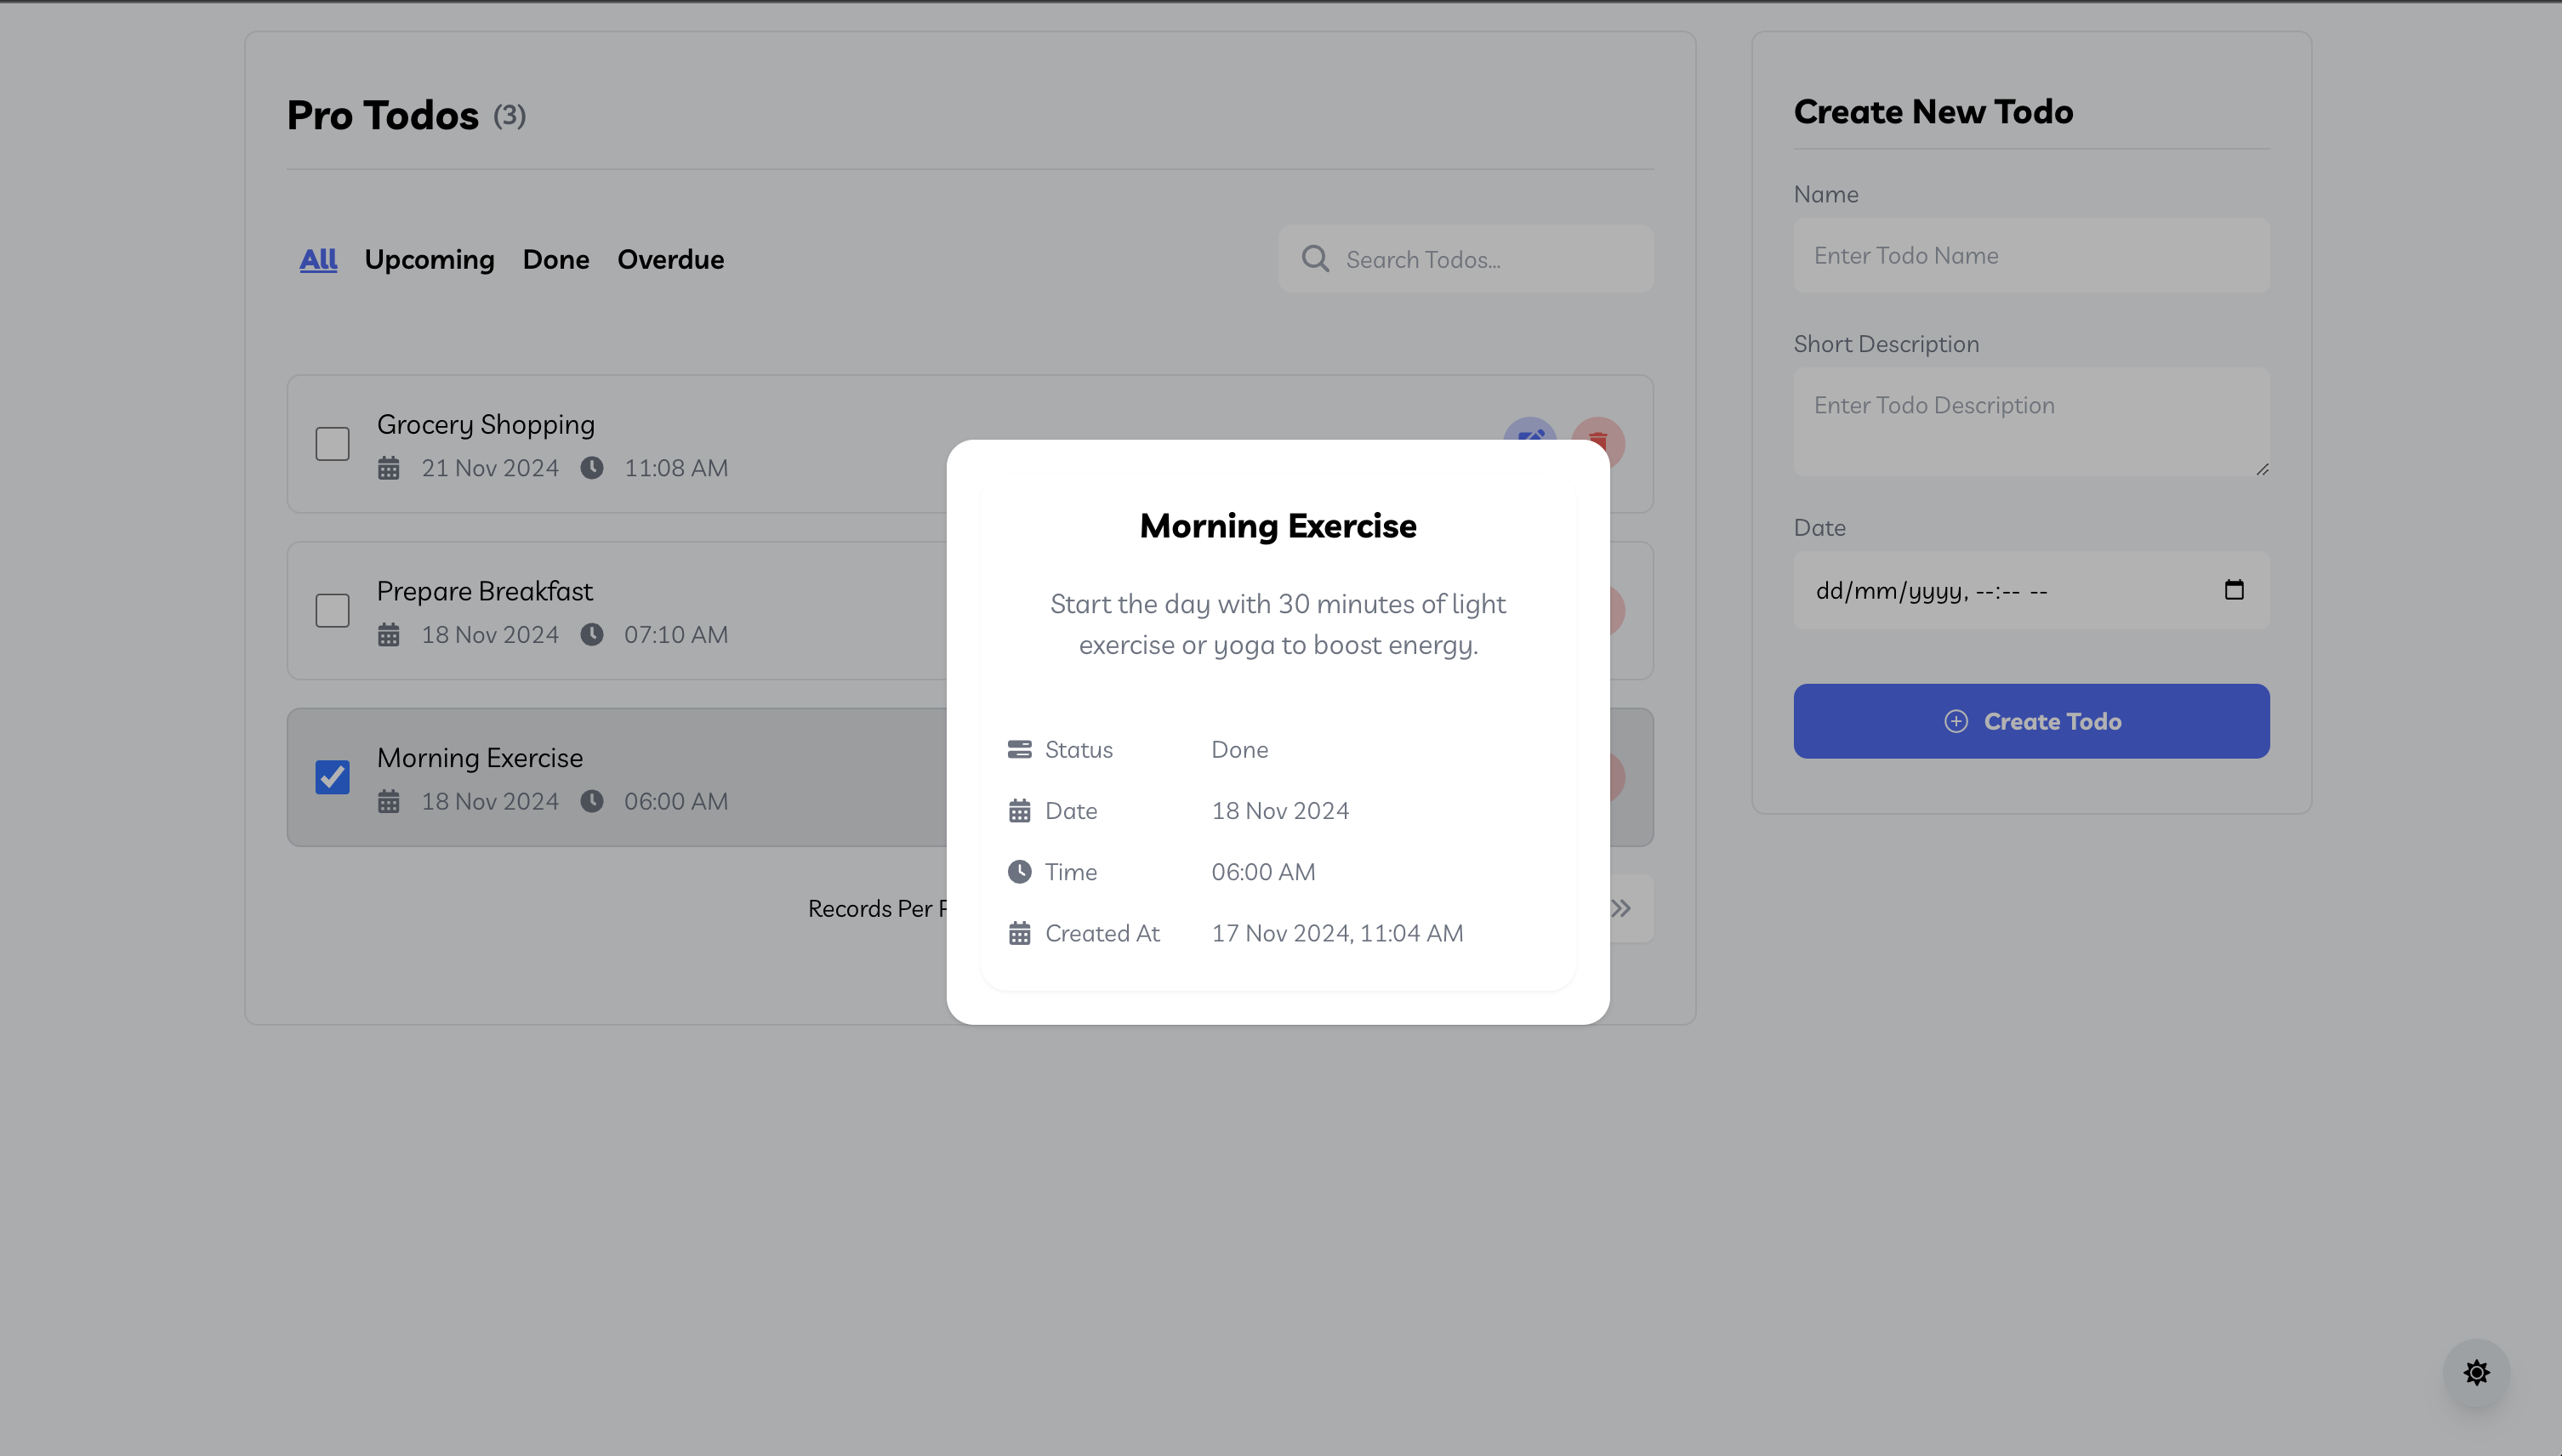 Pro Todos (3)
All Upcoming Done Overdue
Search Todos...
Grocery Shopping
21 Nov 2024 11:08 AM
Prepare Breakfast
18 Nov 2024 07:10 AM
Morning Exercise
18 Nov 2024 06:00 AM
Records Per
Morning Exercise
Start the day with 30 minutes of light
exercise or yoga to boost energy.
Status Done
Date 18 Nov 2024
Time 06:00 AM
Created At 17 Nov 2024, 11:04 AM
Create New Todo
Name
Enter Todo Name
Short Description
Enter Todo Description
Date
dd/mm/yyyy, --:-- --
Create Todo